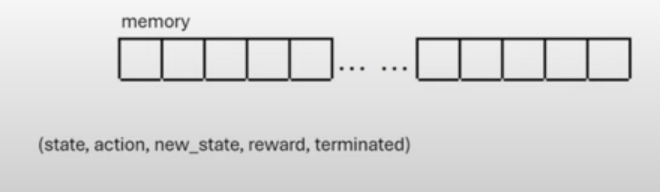 memory
... ...
(state, action, new_state, reward, terminated)